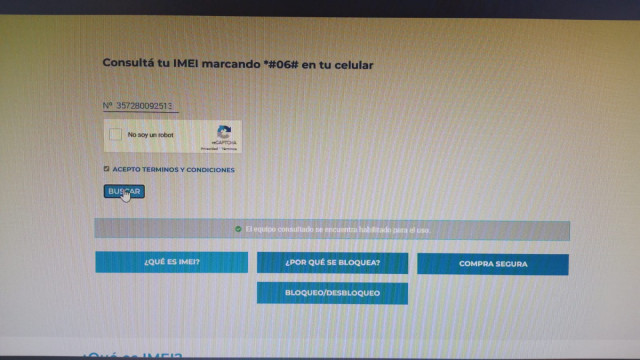 Consultá tu IMEI marcando *#06# en tu celular
Nº 357280092513
No soy un robot
reCAPTCHA
Privacidad - Términos
ACEPTO TERMINOS Y CONDICIONES
BUSCAR
El equipo consultado se encuentra habilitado para el uso.
¿QUÉ ES IMEI?
¿POR QUÉ SE BLOQUEA?
COMPRA SEGURA
BLOQUEO/DESBLOQUEO
¿Qué es IMEI?